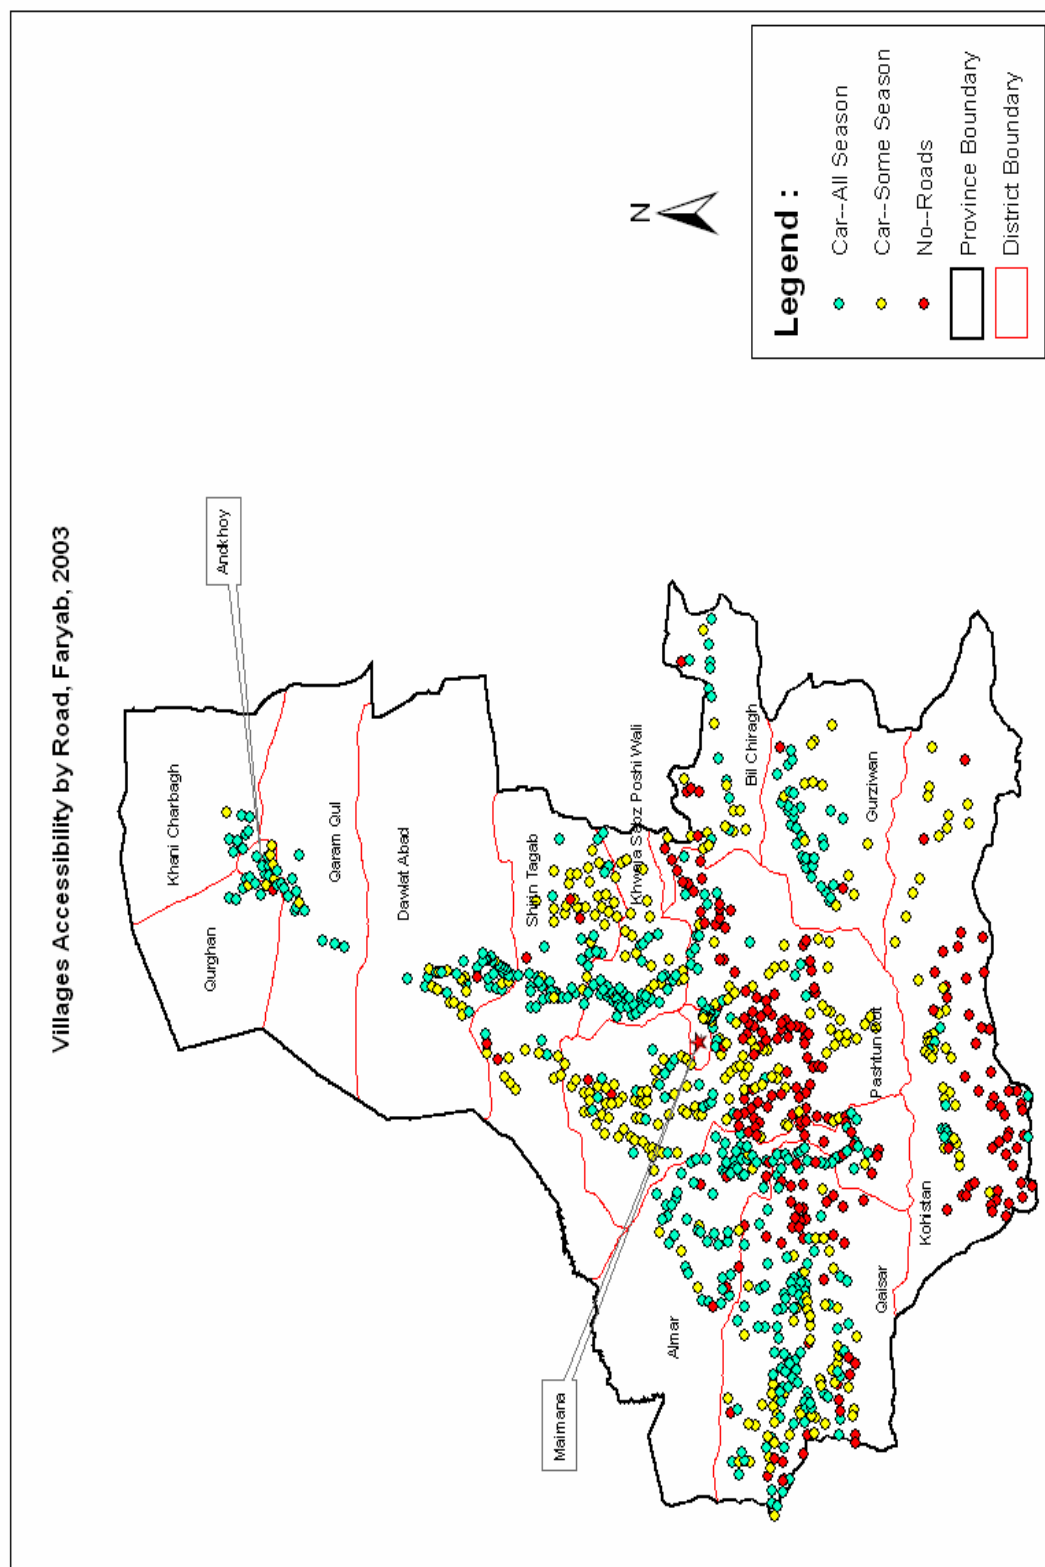 Villages Accessibility by Road, Faryab, 2003
Andkhoy
Khani Charbagh
Qurghan
Qaram Qul
Dawlat Abad
Shirin Tagab
Khwaja Sabz Poshi Wali
Bil Chiragh
Maimana
Almar
Gurziwan
Pashtun Kot
Qaisar
Kohistan
N
Legend :
Car--All Season
Car--Some Season
No--Roads
Province Boundary
District Boundary